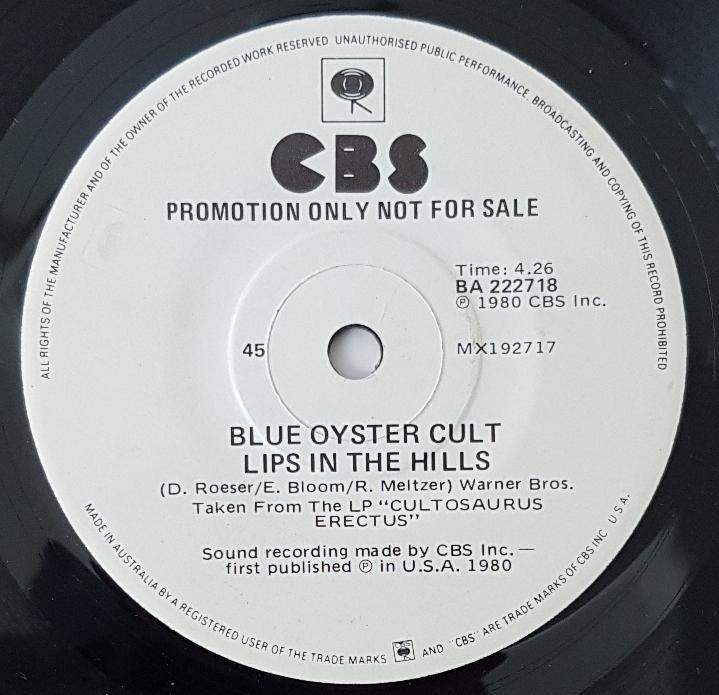 ALL RIGHTS OF THE MANUFACTURER AND OF THE OWNER OF THE RECORDED WORK RESERVED. UNAUTHORISED PUBLIC PERFORMANCE. BROADCASTING AND COPYING OF THIS RECORD PROHIBITED
CBS
PROMOTION ONLY NOT FOR SALE
Time: 4.26
BA 222718
℗ 1980 CBS Inc.
45
MX192717
BLUE OYSTER CULT
LIPS IN THE HILLS
(D. Roeser/E. Bloom/R. Meltzer) Warner Bros.
Taken From The LP “CULTOSAURUS
ERECTUS”
Sound recording made by CBS Inc. —
first published ℗ in U.S.A. 1980
MADE IN AUSTRALIA BY A REGISTERED USER OF THE TRADE MARKS CBS AND “CBS” ARE TRADE MARKS OF CBS INC U.S.A.